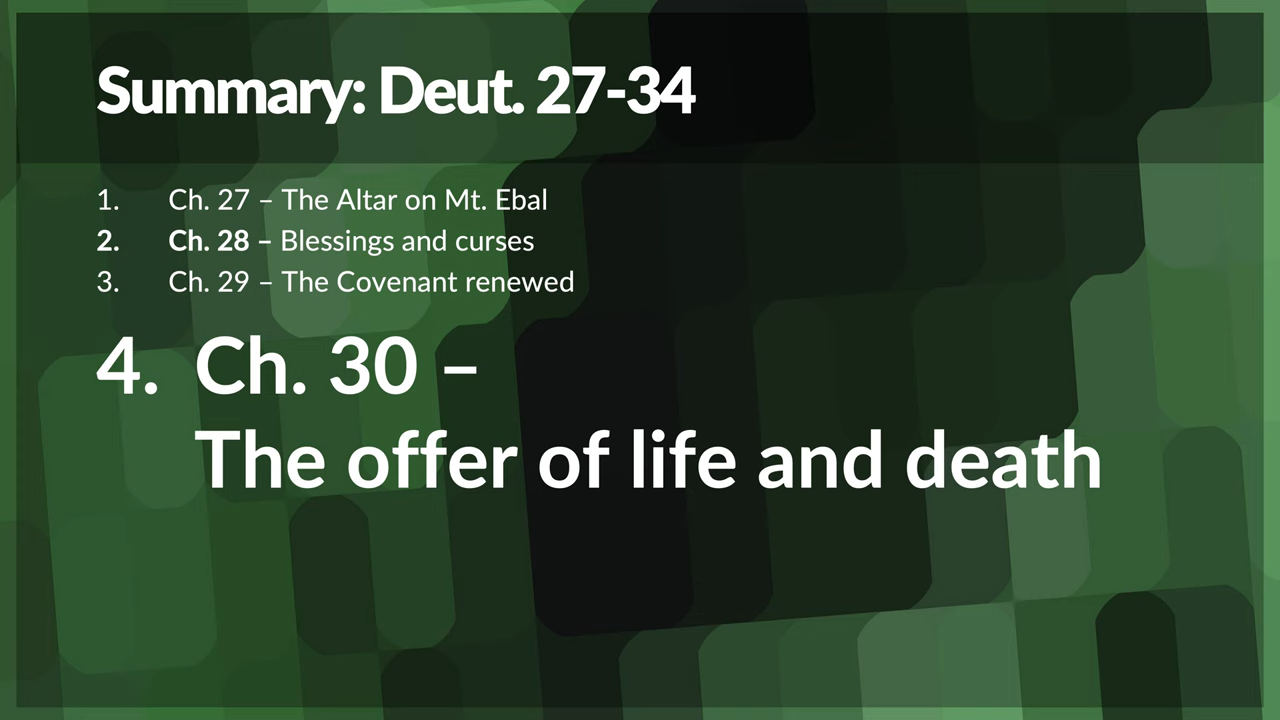 Summary: Deut. 27-34
1. Ch. 27 – The Altar on Mt. Ebal
2. Ch. 28 – Blessings and curses
3. Ch. 29 – The Covenant renewed
4. Ch. 30 –
The offer of life and death